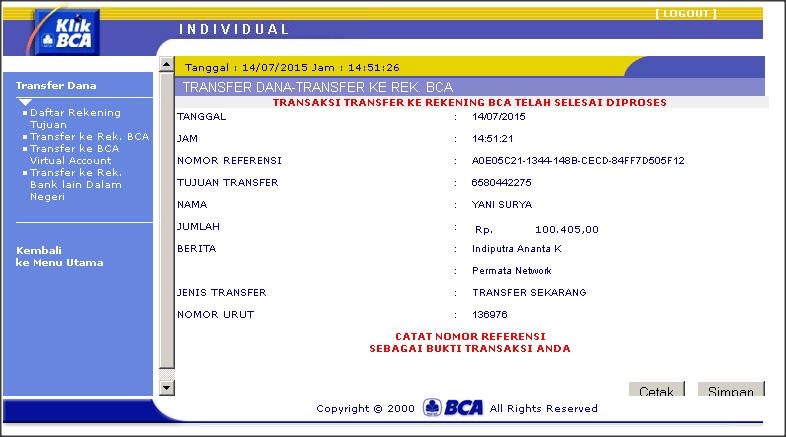 Klik
BCA
[ LOGOUT ]
INDIVIDUAL
Tanggal : 14/07/2015 Jam : 14:51:26
Transfer Dana
Daftar Rekening
Tujuan
Transfer ke Rek. BCA
Transfer ke BCA
Virtual Account
Transfer ke Rek.
Bank lain Dalam
Negeri
Kembali
ke Menu Utama
TRANSFER DANA-TRANSFER KE REK. BCA
TRANSAKSI TRANSFER KE REKENING BCA TELAH SELESAI DIPROSES
TANGGAL : 14/07/2015
JAM : 14:51:21
NOMOR REFERENSI : A0E05C21-1344-148B-CECD-84FF7D505F12
TUJUAN TRANSFER : 6580442275
NAMA : YANI SURYA
JUMLAH : Rp. 100.405,00
BERITA : Indiputra Ananta K
: Permata Network
JENIS TRANSFER : TRANSFER SEKARANG
NOMOR URUT : 136976
CATAT NOMOR REFERENSI
SEBAGAI BUKTI TRANSAKSI ANDA
Cetak Simpan
Copyright © 2000 BCA All Rights Reserved